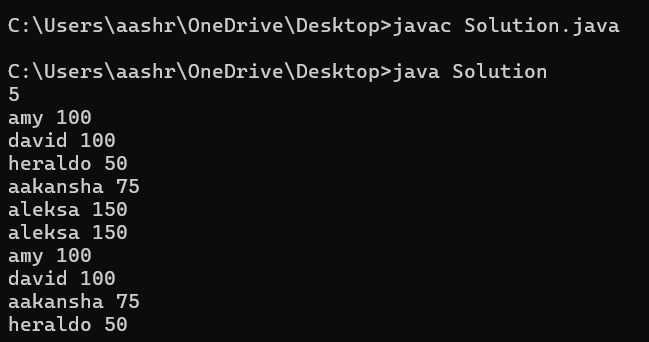 C:\Users\aashr\OneDrive\Desktop>javac Solution.java
C:\Users\aashr\OneDrive\Desktop>java Solution
5
amy 100
david 100
heraldo 50
aakansha 75
aleksa 150
aleksa 150
amy 100
david 100
aakansha 75
heraldo 50